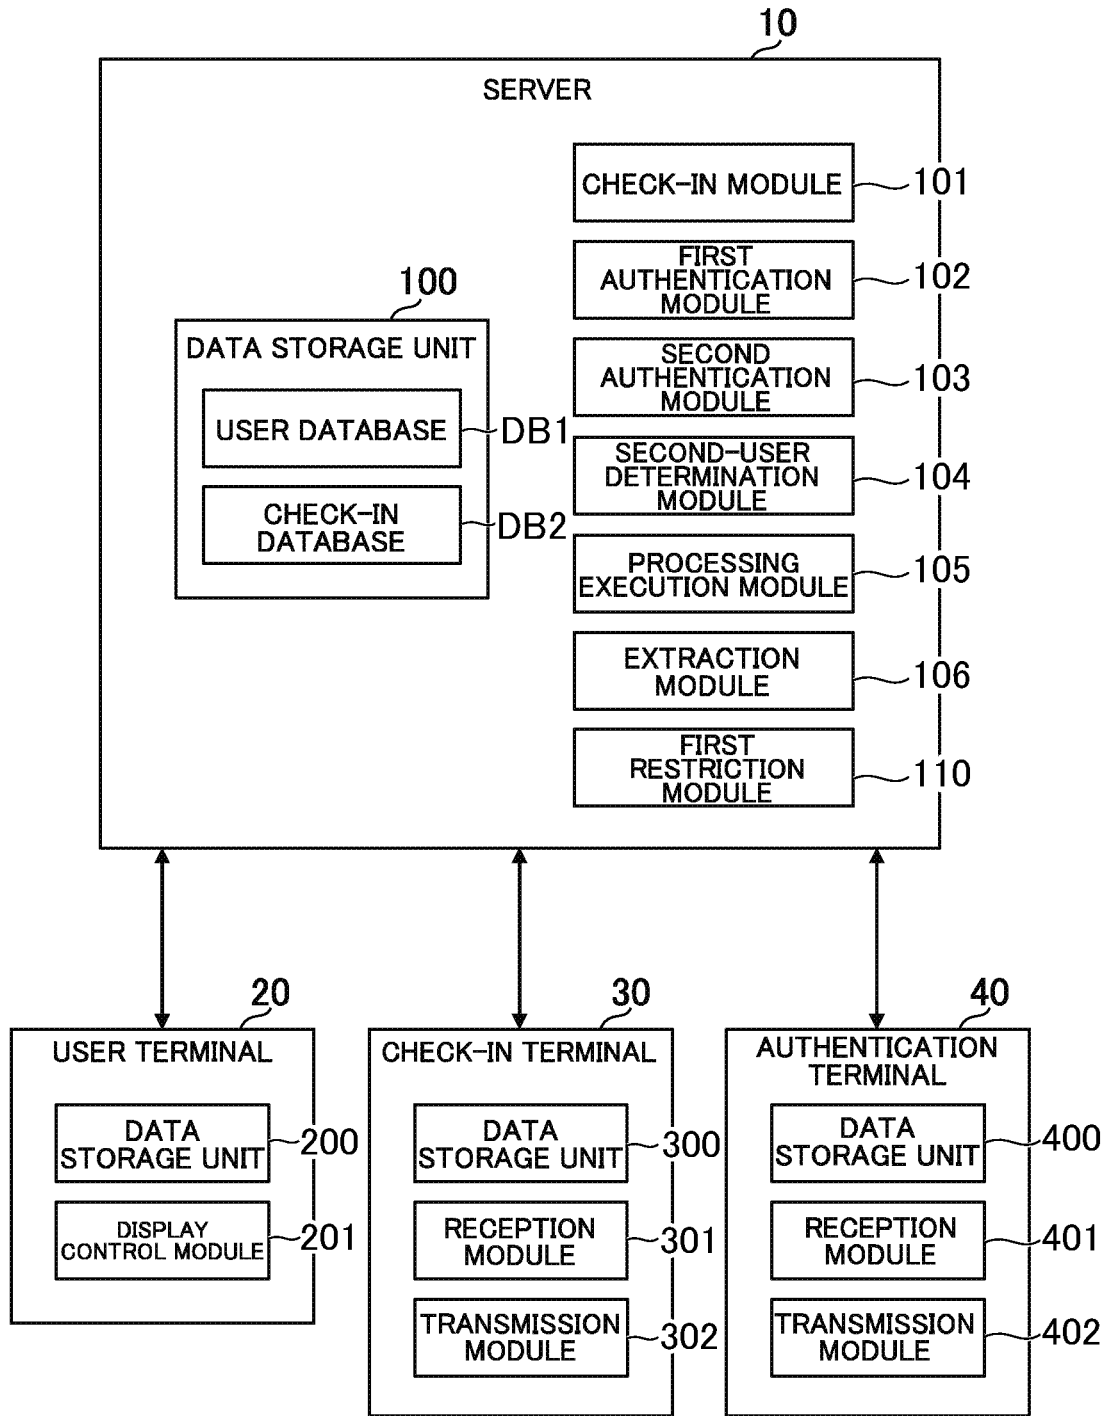 10
SERVER
CHECK-IN MODULE
101
FIRST
AUTHENTICATION
MODULE
102
100
DATA STORAGE UNIT
USER DATABASE
DB1
CHECK-IN
DATABASE
DB2
SECOND
AUTHENTICATION
MODULE
103
SECOND-USER
DETERMINATION
MODULE
104
PROCESSING
EXECUTION MODULE
105
EXTRACTION
MODULE
106
FIRST
RESTRICTION
MODULE
110
20
USER TERMINAL
DATA
STORAGE UNIT
200
DISPLAY
CONTROL MODULE
201
30
CHECK-IN TERMINAL
DATA
STORAGE UNIT
300
RECEPTION
MODULE
301
TRANSMISSION
MODULE
302
40
AUTHENTICATION
TERMINAL
DATA
STORAGE UNIT
400
RECEPTION
MODULE
401
TRANSMISSION
MODULE
402